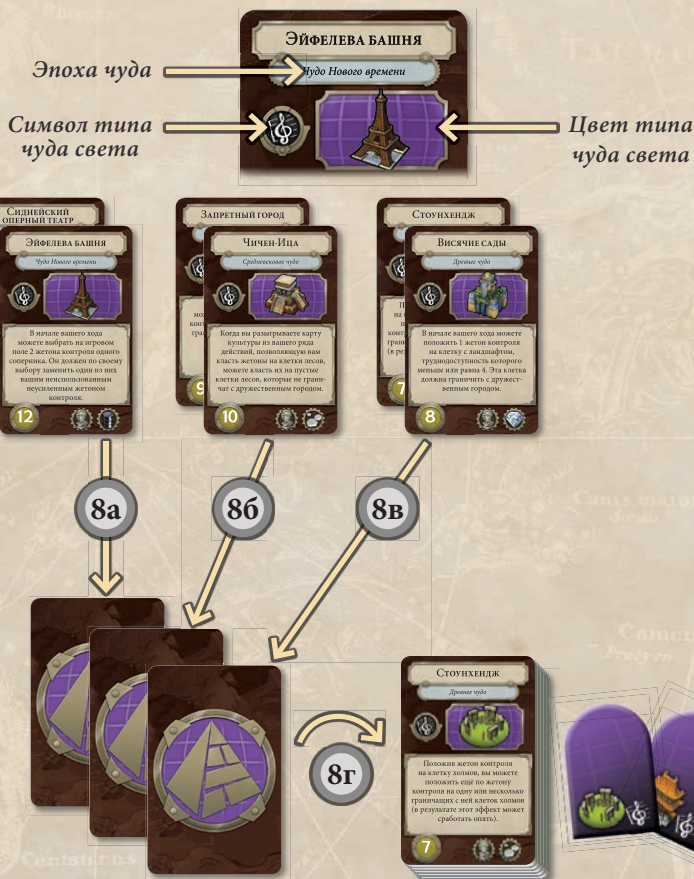 Эйфелева башня
Эпоха чуда
Чудо Нового времени
Символ типа
чуда света
Цвет типа
чуда света
Сиднейский
оперный театр
Эйфелева башня
Чудо Нового времени
В начале вашего хода
можете выбрать на игровом
поле 2 жетона контроля одного
соперника. Он должен по своему
выбору заменить один из них
вашим неиспользованным
неусиленным жетоном
контроля.
12
Запретный город
9
Чичен-Ица
Средневековое чудо
Когда вы разыгрываете карту
культуры из вашего ряда
действий, позволяющую вам
класть жетоны на клетки лесов,
можете класть их на пустые
клетки лесов, которые не грани-
чат с дружественным городом.
10
Стоунхендж
7
Висячие сады
Древнее чудо
В начале вашего хода можете
положить 1 жетон контроля
на клетку с ландшафтом,
труднодоступность которого
меньше или равна 4. Эта клетка
должна граничить с дружест-
венным городом.
8
8а
8б
8в
8г
Стоунхендж
Древнее чудо
Положив жетон контроля
на клетку холмов, вы можете
положить ещё по жетону
контроля на одну или несколько
граничащих с ней клеток холмов
(в результате этот эффект может
сработать опять).
7